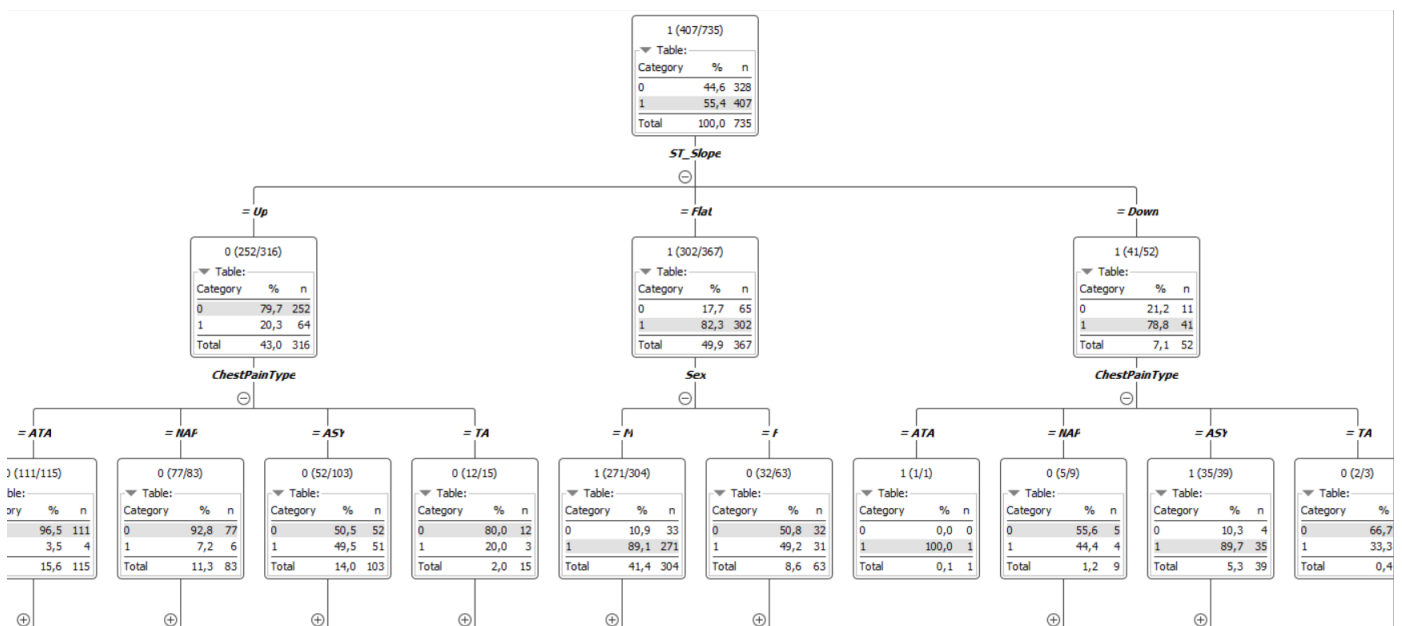 1 (407/735)
Table:
Category % n
0 44,6 328
1 55,4 407
Total 100,0 735
ST_Slope
= Up
= Flat
= Down
0 (252/316)
Table:
Category % n
0 79,7 252
1 20,3 64
Total 43,0 316
ChestPainType
1 (302/367)
Table:
Category % n
0 17,7 65
1 82,3 302
Total 49,9 367
Sex
1 (41/52)
Table:
Category % n
0 21,2 11
1 78,8 41
Total 7,1 52
ChestPainType
= ATA
= NAP
= ASY
= TA
= M
= F
= ATA
= NAP
= ASY
= TA
0 (111/115)
ble:
ory % n
96,5 111
3,5 4
15,6 115
0 (77/83)
Table:
Category % n
0 92,8 77
1 7,2 6
Total 11,3 83
0 (52/103)
Table:
Category % n
0 50,5 52
1 49,5 51
Total 14,0 103
0 (12/15)
Table:
Category % n
0 80,0 12
1 20,0 3
Total 2,0 15
1 (271/304)
Table:
Category % n
0 10,9 33
1 89,1 271
Total 41,4 304
0 (32/63)
Table:
Category % n
0 50,8 32
1 49,2 31
Total 8,6 63
1 (1/1)
Table:
Category % n
0 0,0 0
1 100,0 1
Total 0,1 1
0 (5/9)
Table:
Category % n
0 55,6 5
1 44,4 4
Total 1,2 9
1 (35/39)
Table:
Category % n
0 10,3 4
1 89,7 35
Total 5,3 39
0 (2/3)
Table:
Category %
0 66,7
1 33,3
Total 0,4